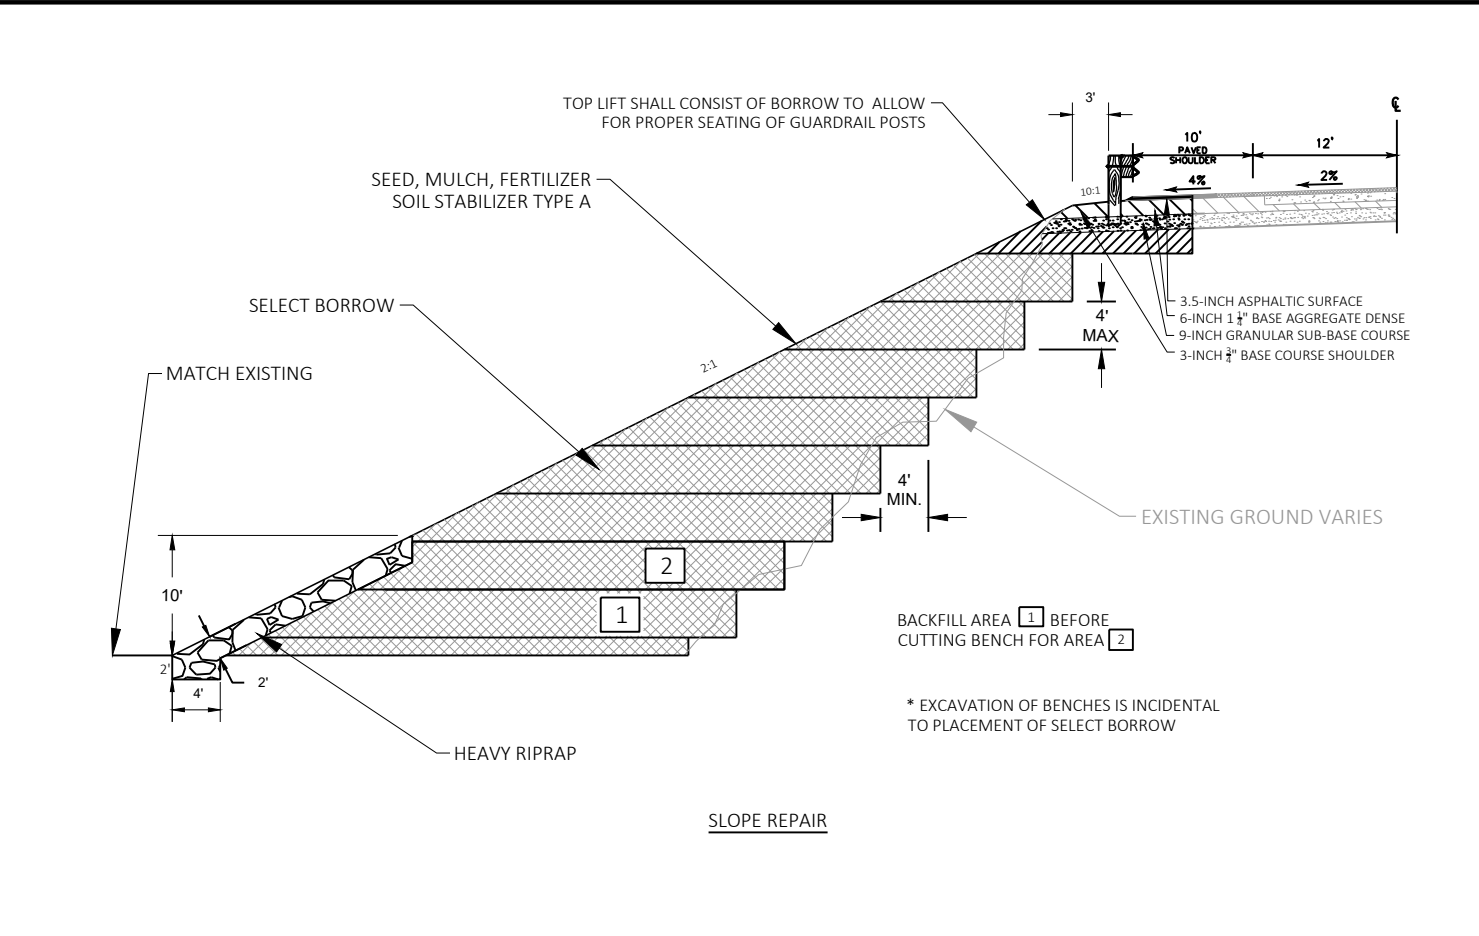 TOP LIFT SHALL CONSIST OF BORROW TO ALLOW
FOR PROPER SEATING OF GUARDRAIL POSTS
3'
℄
10'
PAVED
SHOULDER
12'
SEED, MULCH, FERTILIZER
SOIL STABILIZER TYPE A
10:1
4%
2%
SELECT BORROW
3.5-INCH ASPHALTIC SURFACE
6-INCH 1 1/4" BASE AGGREGATE DENSE
9-INCH GRANULAR SUB-BASE COURSE
3-INCH 3/4" BASE COURSE SHOULDER
4'
MAX
2:1
MATCH EXISTING
4'
MIN.
EXISTING GROUND VARIES
10'
2
1
BACKFILL AREA 1 BEFORE
CUTTING BENCH FOR AREA 2
2'
4'
2'
* EXCAVATION OF BENCHES IS INCIDENTAL
TO PLACEMENT OF SELECT BORROW
HEAVY RIPRAP
SLOPE REPAIR